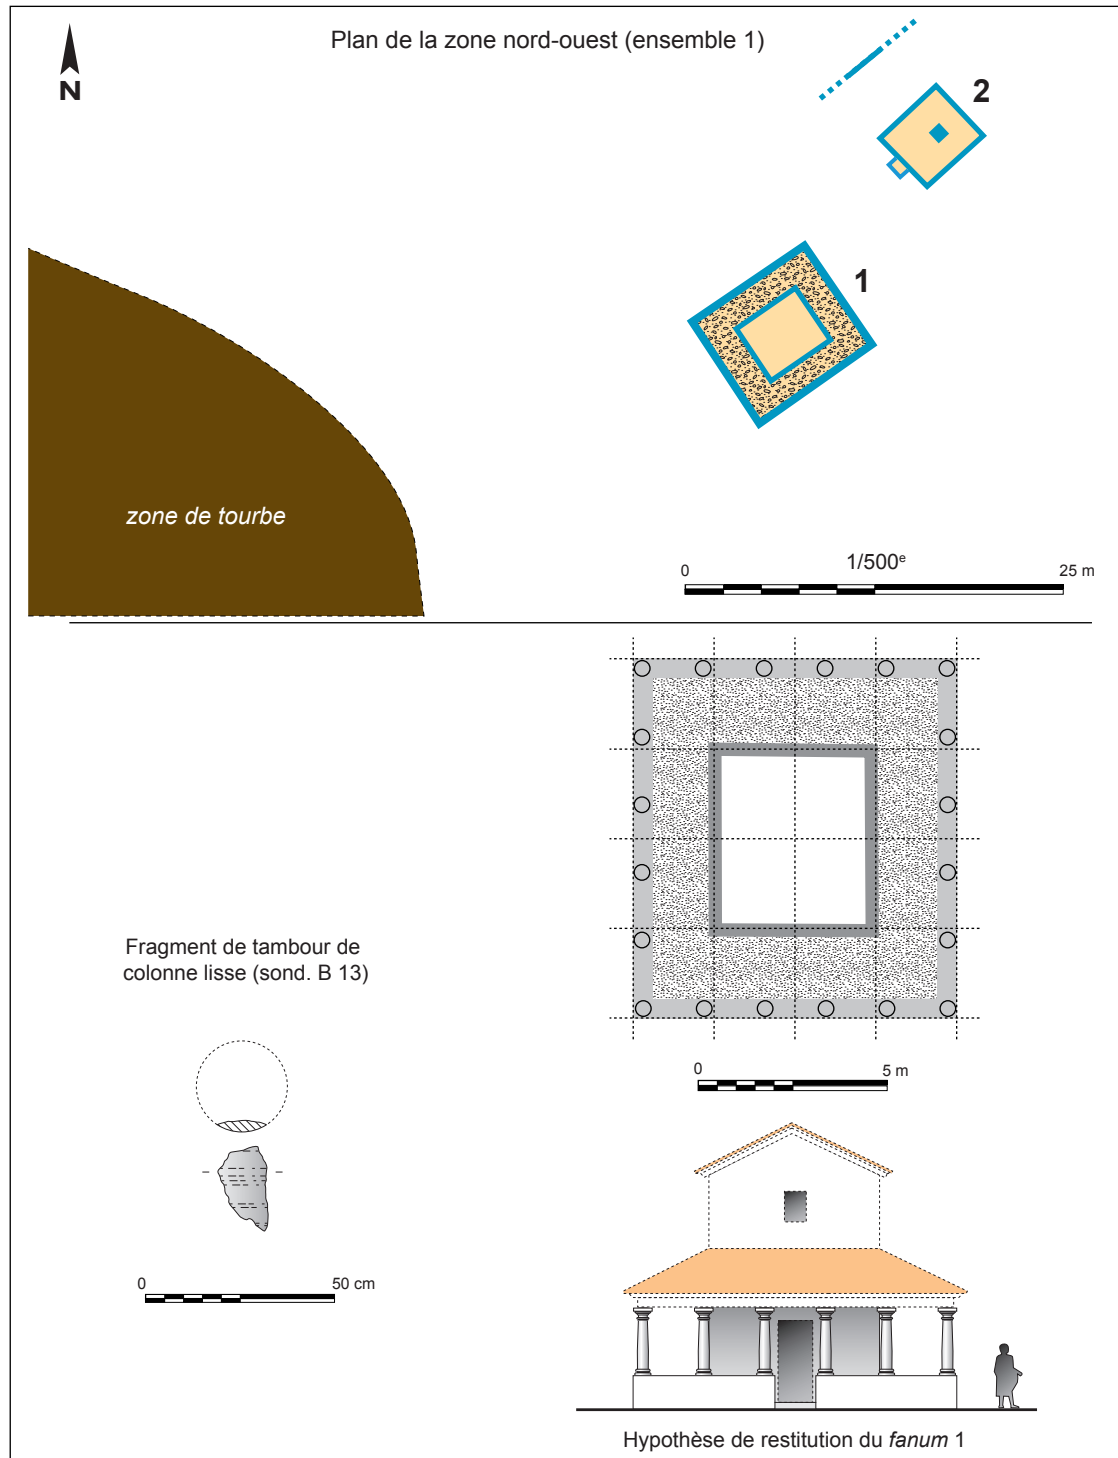 Plan de la zone nord-ouest (ensemble 1)
N
2
1
zone de tourbe
1/500e
0 25 m
Fragment de tambour de
colonne lisse (sond. B 13)
0 5 m
0 50 cm
Hypothèse de restitution du fanum 1